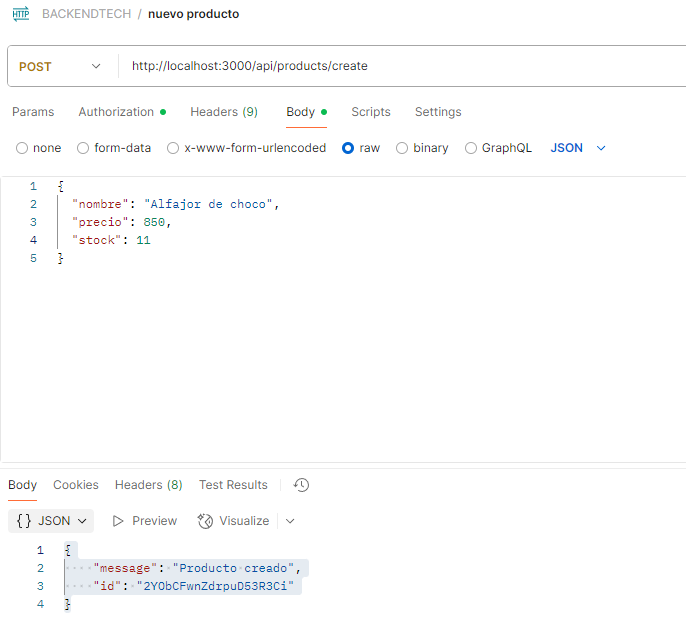 HTTP BACKENDTECH / nuevo producto
POST http://localhost:3000/api/products/create
Params Authorization Headers (9) Body Scripts Settings
none form-data x-www-form-urlencoded raw binary GraphQL JSON
1 {
2 "nombre": "Alfajor de choco",
3 "precio": 850,
4 "stock": 11
5 }
Body Cookies Headers (8) Test Results
{} JSON Preview Visualize
1 {
2 "message": "Producto creado",
3 "id": "2YObCFwnZdrpuD53R3Ci"
4 }